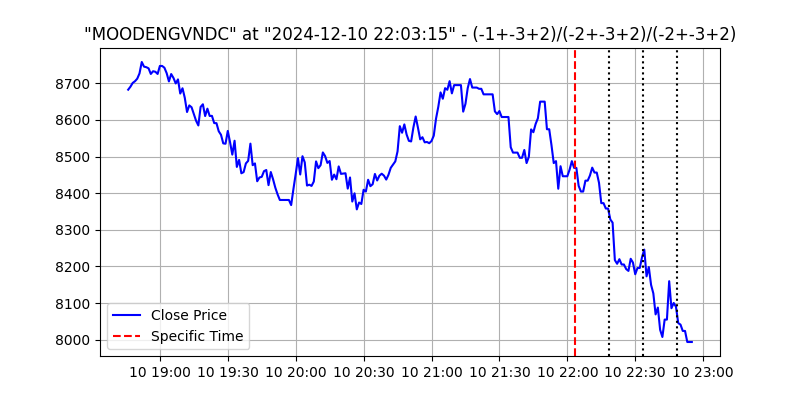 "MOODENGVNDC" at "2024-12-10 22:03:15" - (-1+-3+2)/(-2+-3+2)/(-2+-3+2)
8700
8600
8500
8400
8300
8200
8100
8000
Close Price
Specific Time
10 19:00 10 19:30 10 20:00 10 20:30 10 21:00 10 21:30 10 22:00 10 22:30 10 23:00